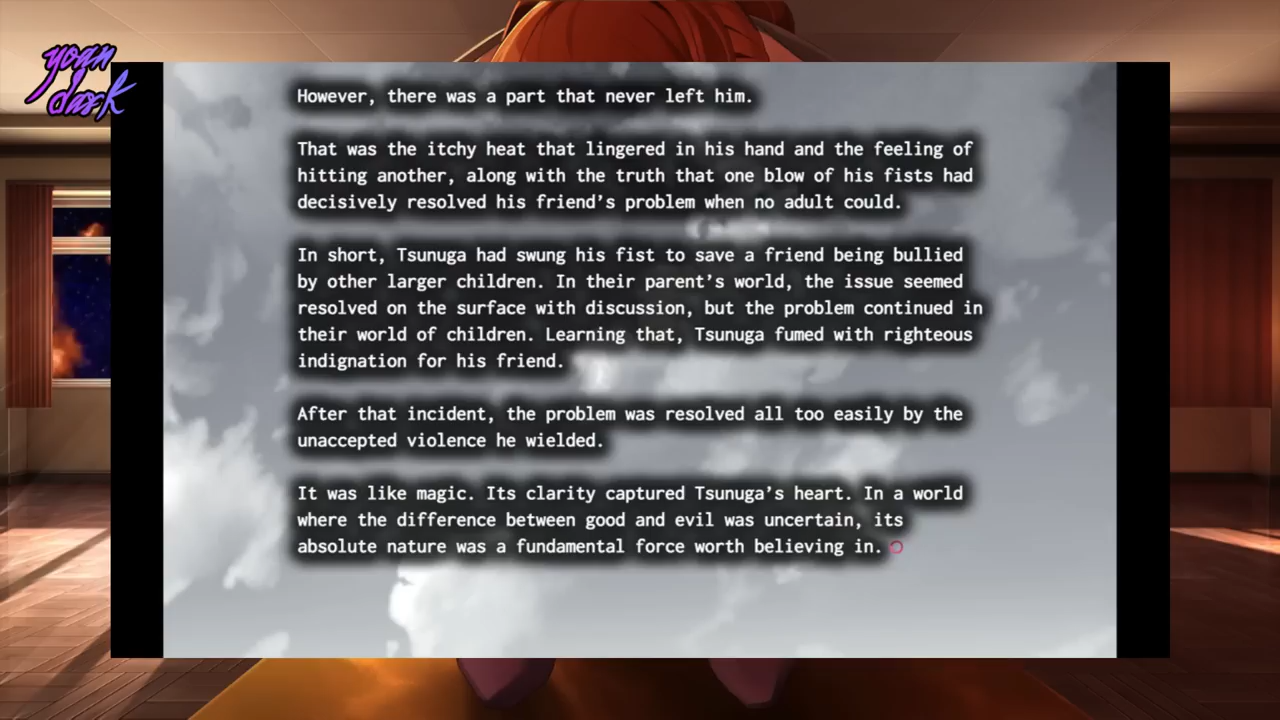 yoan
dark
However, there was a part that never left him.
That was the itchy heat that lingered in his hand and the feeling of
hitting another, along with the truth that one blow of his fists had
decisively resolved his friend's problem when no adult could.
In short, Tsunuga had swung his fist to save a friend being bullied
by other larger children. In their parent's world, the issue seemed
resolved on the surface with discussion, but the problem continued in
their world of children. Learning that, Tsunuga fumed with righteous
indignation for his friend.
After that incident, the problem was resolved all too easily by the
unaccepted violence he wielded.
It was like magic. Its clarity captured Tsunuga's heart. In a world
where the difference between good and evil was uncertain, its
absolute nature was a fundamental force worth believing in.